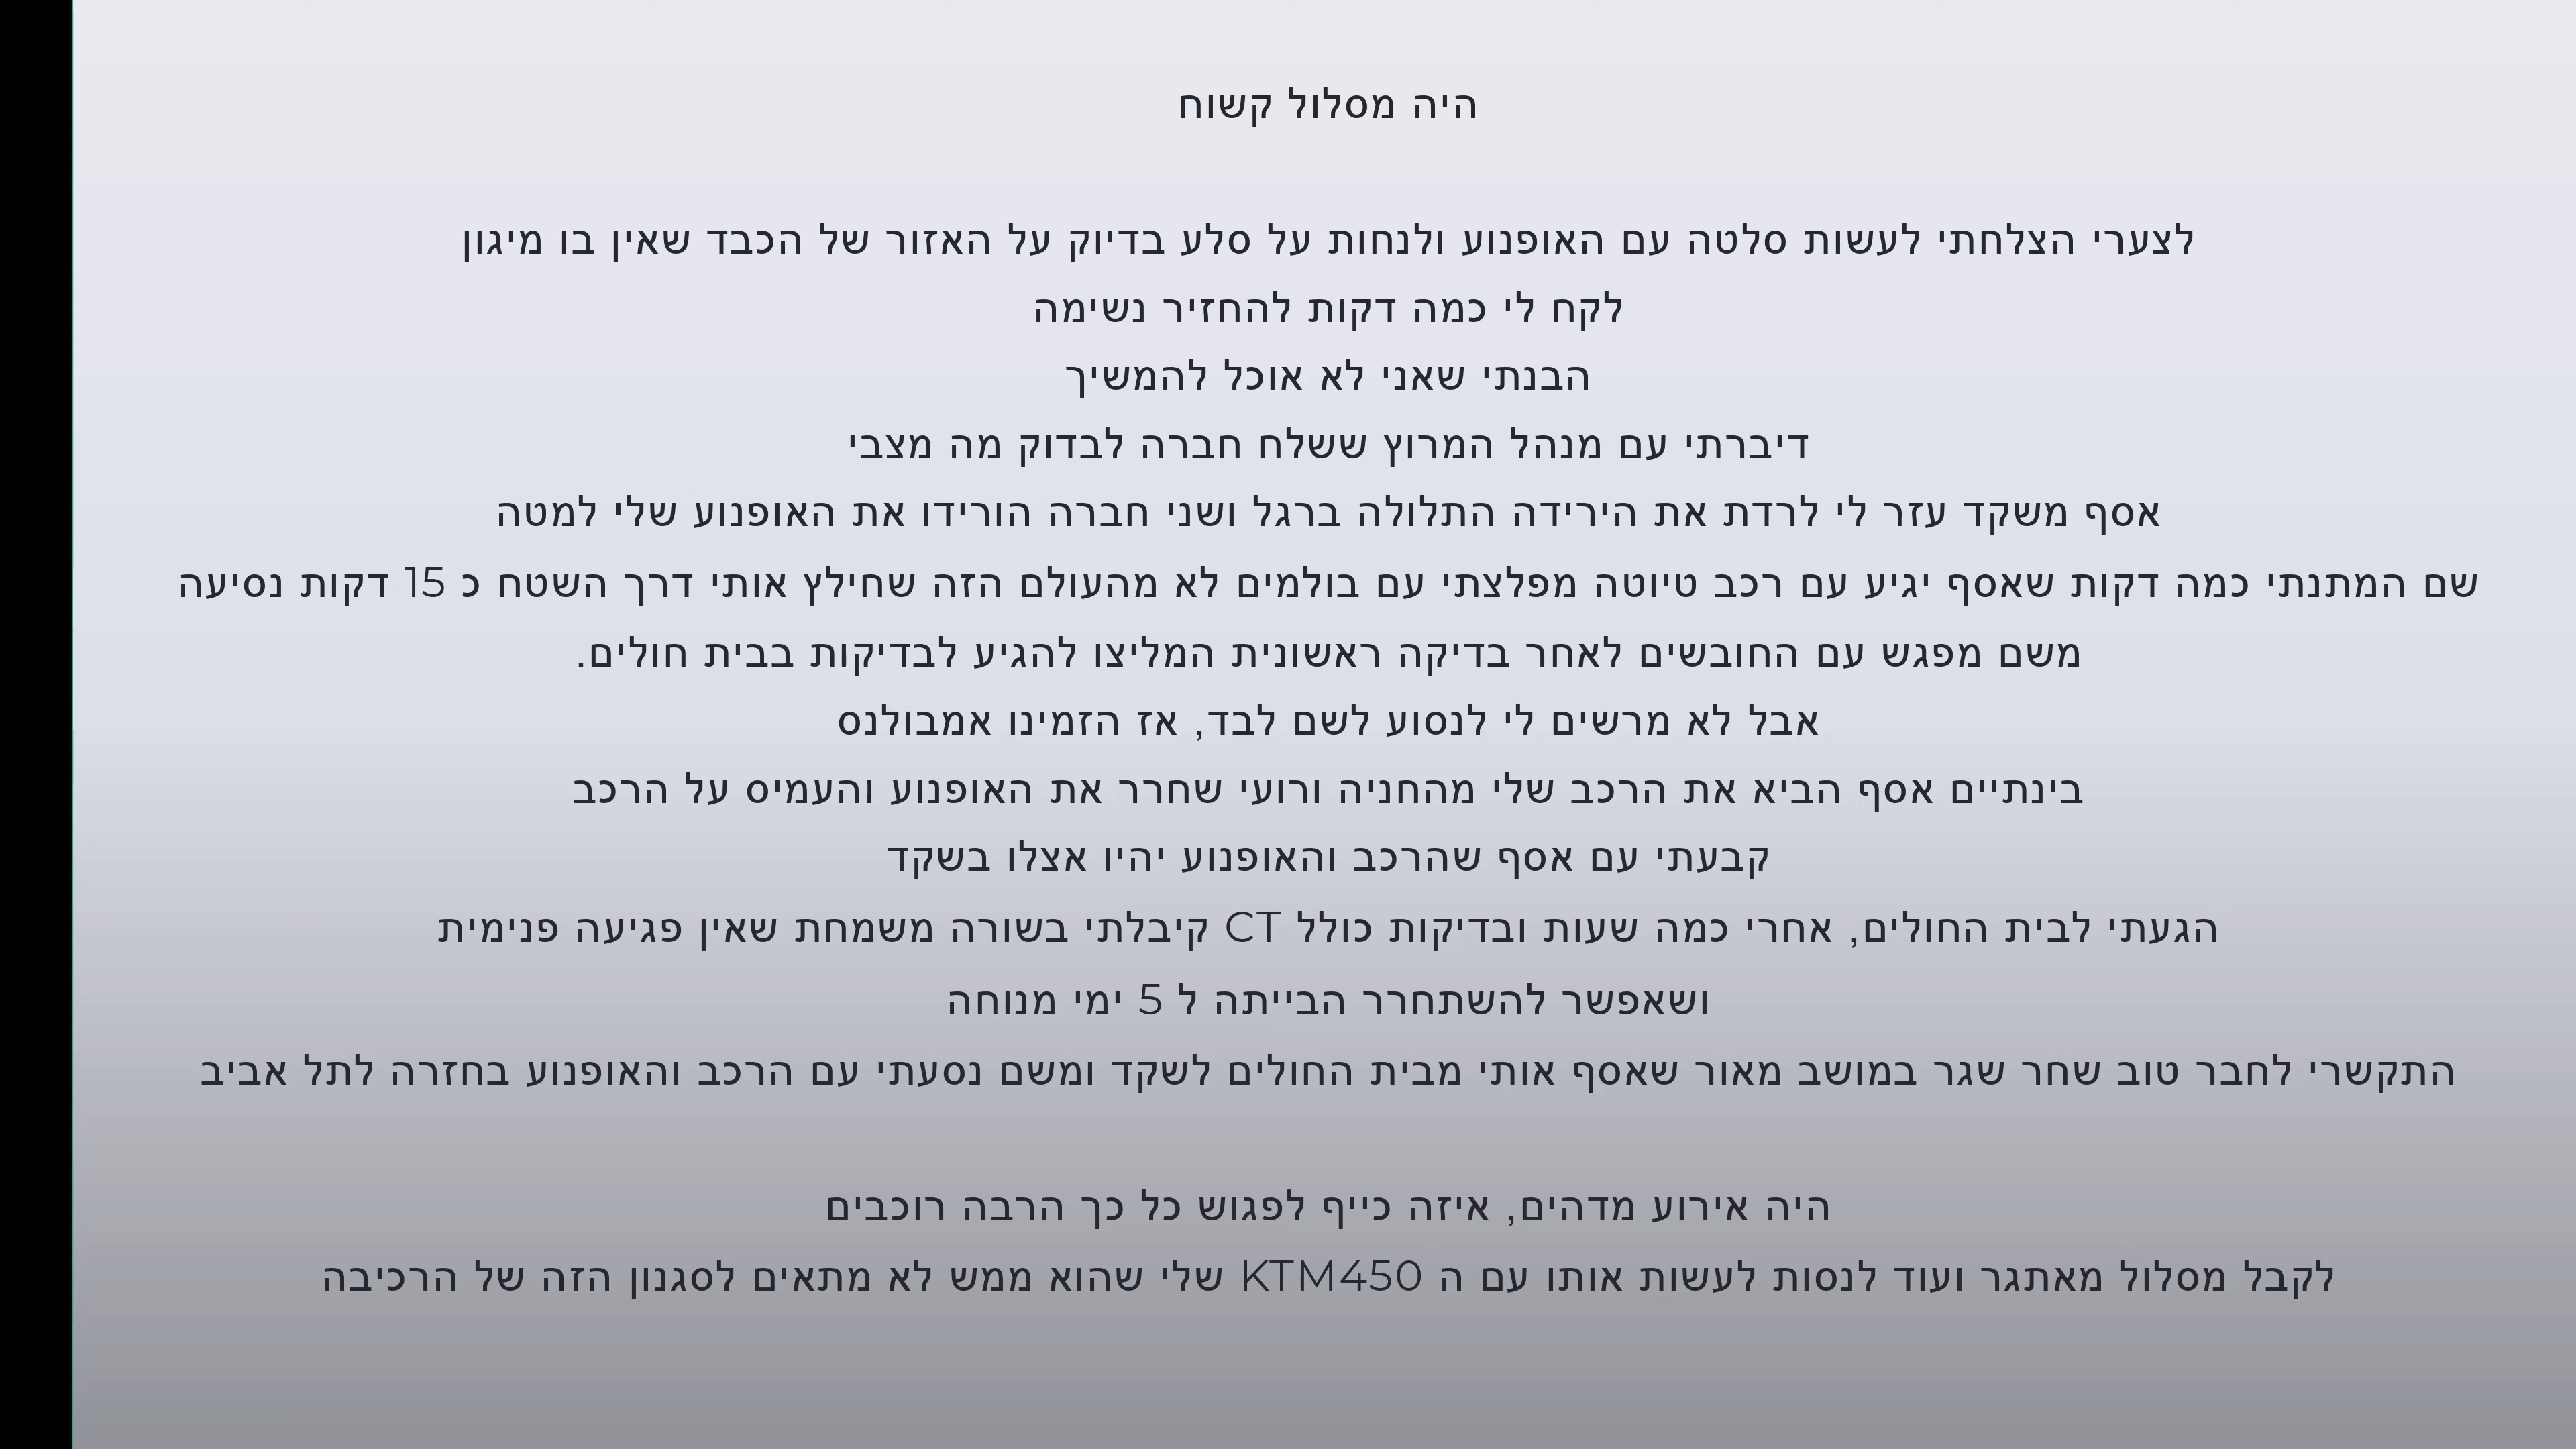 היה מסלול קשוח
לצערי הצלחתי לעשות סלטה עם האופנוע ולנחות על סלע בדיוק על האזור של הכבד שאין בו מיגון
לקח לי כמה דקות להחזיר נשימה
הבנתי שאני לא אוכל להמשיך
דיברתי עם מנהל המרוץ ששלח חברה לבדוק מה מצבי
אסף משקד עזר לי לרדת את הירידה התלולה ברגל ושני חברה הורידו את האופנוע שלי למטה
שם המתנתי כמה דקות שאסף יגיע עם רכב טיוטה מפלצתי עם בולמים לא מהעולם הזה שחילץ אותי דרך השטח כ 15 דקות נסיעה
משם מפגש עם החובשים לאחר בדיקה ראשונית המליצו להגיע לבדיקות בבית חולים.
אבל לא מרשים לי לנסוע לשם לבד, אז הזמינו אמבולנס
בינתיים אסף הביא את הרכב שלי מהחניה ורועי שחרר את האופנוע והעמיס על הרכב
קבעתי עם אסף שהרכב והאופנוע יהיו אצלו בשקד
הגעתי לבית החולים, אחרי כמה שעות ובדיקות כולל CT קיבלתי בשורה משמחת שאין פגיעה פנימית
ושאפשר להשתחרר הבייתה ל 5 ימי מנוחה
התקשרי לחבר טוב שחר שגר במושב מאור שאסף אותי מבית החולים לשקד ומשם נסעתי עם הרכב והאופנוע בחזרה לתל אביב
היה אירוע מדהים, איזה כייף לפגוש כל כך הרבה רוכבים
לקבל מסלול מאתגר ועוד לנסות לעשות אותו עם ה KTM450 שלי שהוא ממש לא מתאים לסגנון הזה של הרכיבה